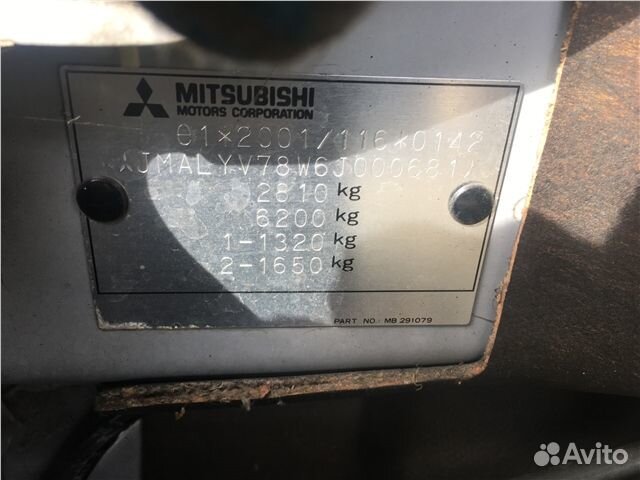 MITSUBISHI
MOTORS CORPORATION
e1*2001/116*0142
*JMALYV78W6J000681*
2810 kg
6200 kg
1-1320 kg
2-1650 kg
PART NO.: MB 291079
Avito